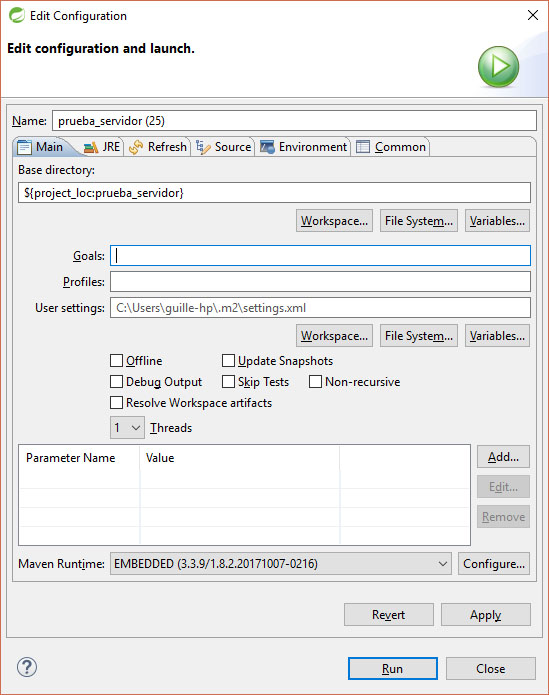 Edit Configuration
Edit configuration and launch.
Name: prueba_servidor (25)
Main JRE Refresh Source Environment Common
Base directory:
${project_loc:prueba_servidor}
Workspace... File System... Variables...
Goals:
Profiles:
User settings: C:\Users\guille-hp\.m2\settings.xml
Workspace... File System... Variables...
Offline Update Snapshots
Debug Output Skip Tests Non-recursive
Resolve Workspace artifacts
1 Threads
Parameter Name Value Add...
Edit...
Remove
Maven Runtime: EMBEDDED (3.3.9/1.8.2.20171007-0216) Configure...
Revert Apply
? Run Close